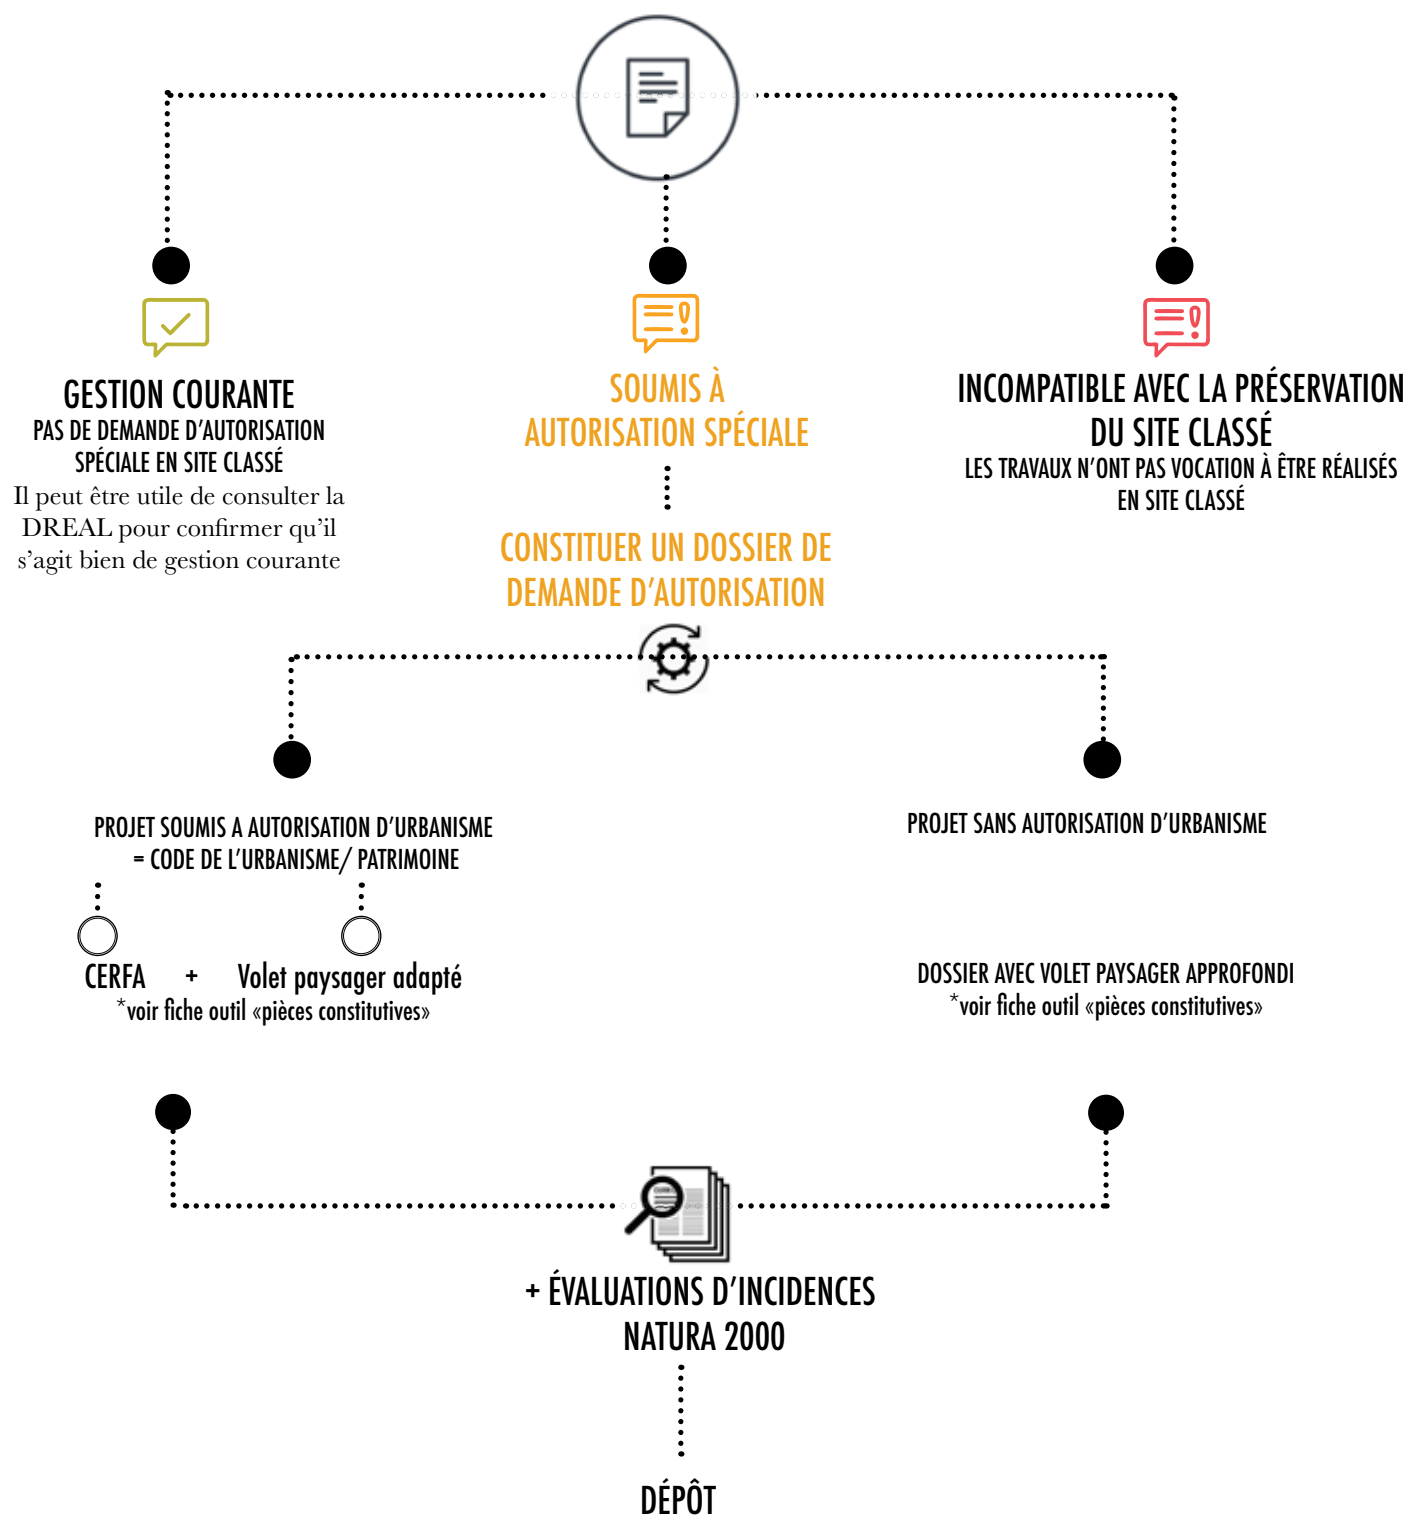 GESTION COURANTE
PAS DE DEMANDE D’AUTORISATION
SPÉCIALE EN SITE CLASSÉ
Il peut être utile de consulter la
DREAL pour confirmer qu’il
s’agit bien de gestion courante
SOUMIS À
AUTORISATION SPÉCIALE
CONSTITUER UN DOSSIER DE
DEMANDE D’AUTORISATION
INCOMPATIBLE AVEC LA PRÉSERVATION
DU SITE CLASSÉ
LES TRAVAUX N’ONT PAS VOCATION À ÊTRE RÉALISÉS
EN SITE CLASSÉ
PROJET SOUMIS A AUTORISATION D’URBANISME
= CODE DE L’URBANISME/ PATRIMOINE
CERFA + Volet paysager adapté
*voir fiche outil «pièces constitutives»
PROJET SANS AUTORISATION D’URBANISME
DOSSIER AVEC VOLET PAYSAGER APPROFONDI
*voir fiche outil «pièces constitutives»
+ ÉVALUATIONS D’INCIDENCES
NATURA 2000
DÉPÔT